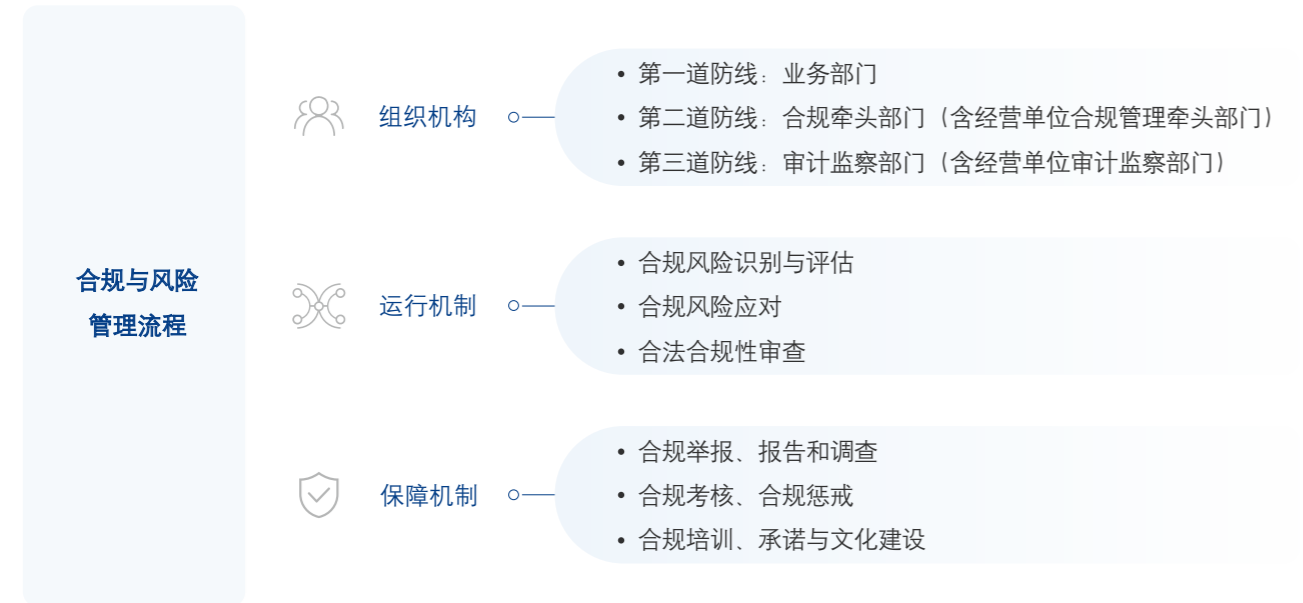 合规与风险
管理流程
组织机构
• 第一道防线：业务部门
• 第二道防线：合规牵头部门（含经营单位合规管理牵头部门）
• 第三道防线：审计监察部门（含经营单位审计监察部门）
运行机制
• 合规风险识别与评估
• 合规风险应对
• 合法合规性审查
保障机制
• 合规举报、报告和调查
• 合规考核、合规惩戒
• 合规培训、承诺与文化建设